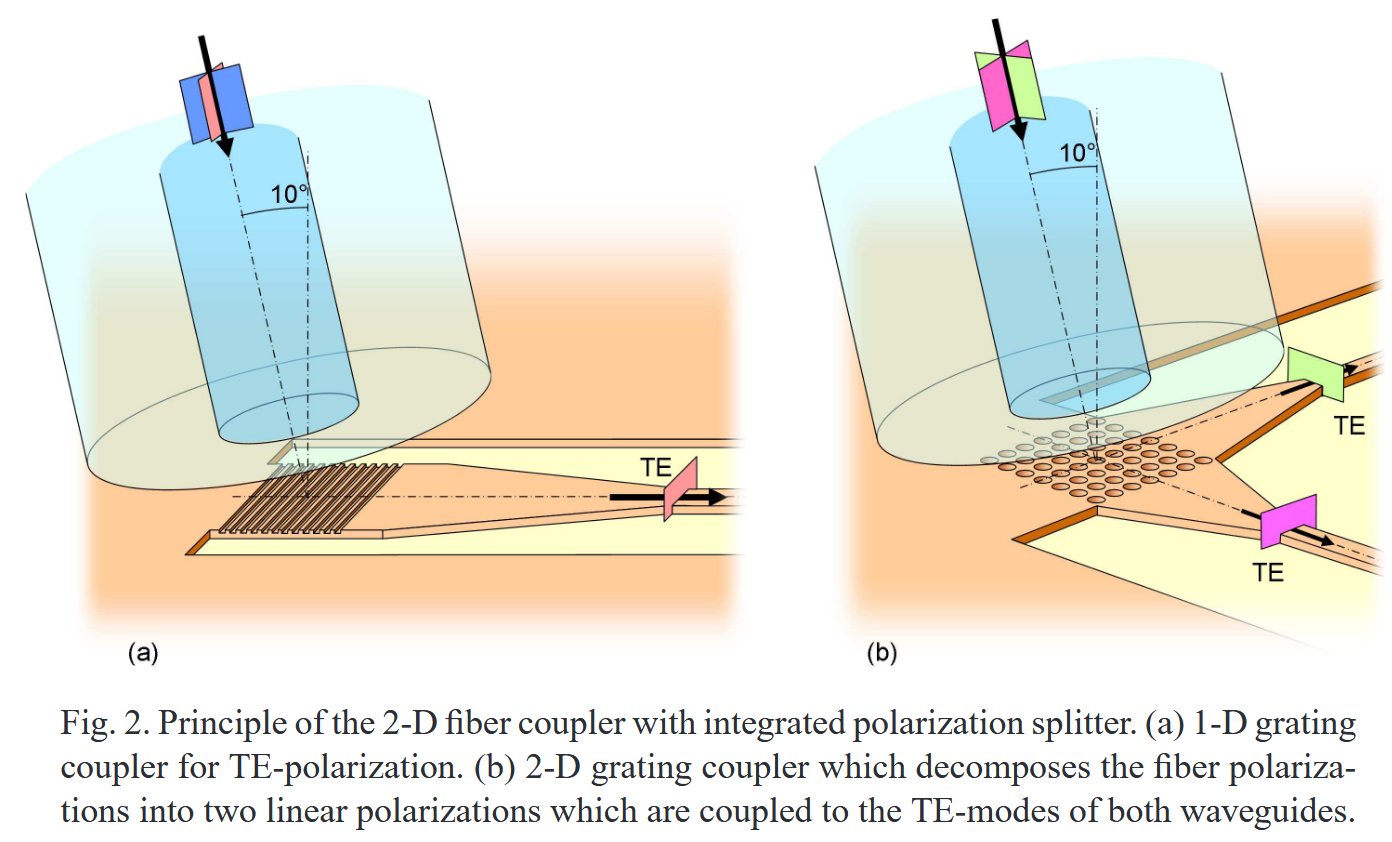 10°
10°
TE
TE
TE
(a)
(b)
Fig. 2. Principle of the 2-D fiber coupler with integrated polarization splitter. (a) 1-D grating
coupler for TE-polarization. (b) 2-D grating coupler which decomposes the fiber polariza-
tions into two linear polarizations which are coupled to the TE-modes of both waveguides.